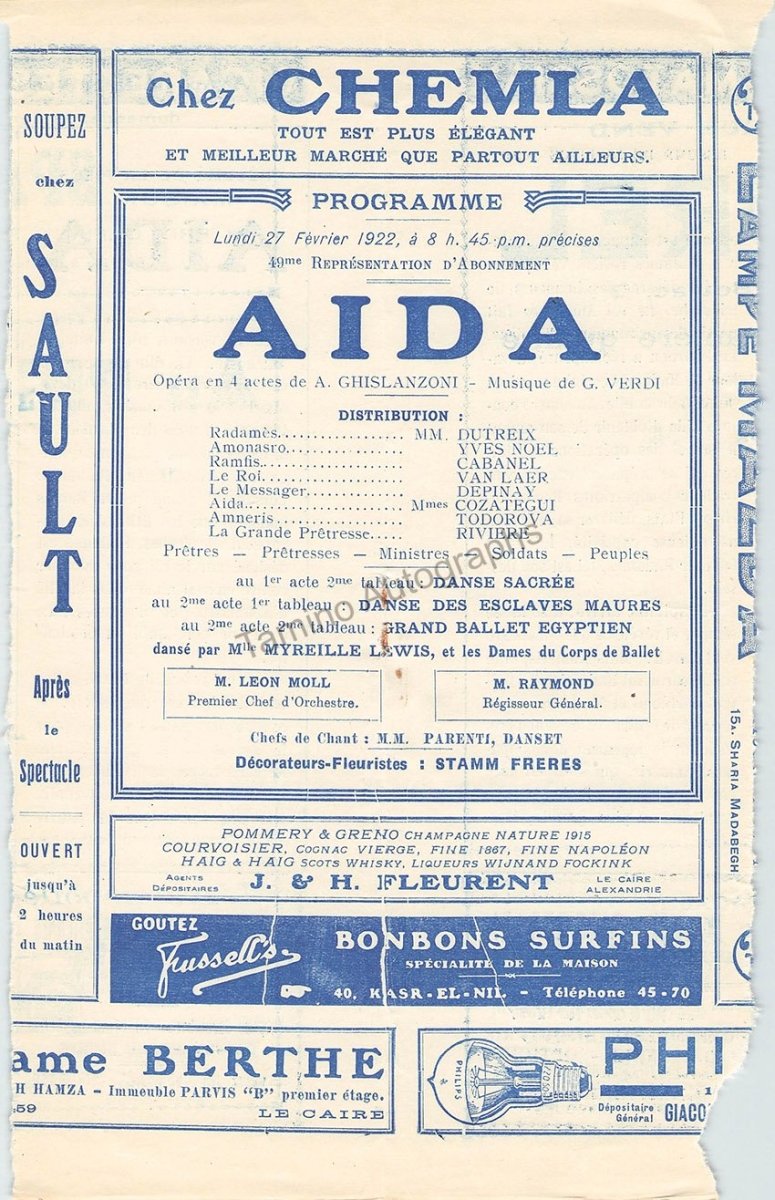 Chez CHEMLA
TOUT EST PLUS ÉLÉGANT
ET MEILLEUR MARCHÉ QUE PARTOUT AILLEURS.
SOUPEZ
chez
SAULT
Après
le
Spectacle
OUVERT
jusqu'à
2 heures
du matin
PROGRAMME
Lundi 27 Février 1922, à 8 h. 45 p.m. précises
49me REPRÉSENTATION D'ABONNEMENT
AIDA
Opéra en 4 actes de A. GHISLANZONI - Musique de G. VERDI
DISTRIBUTION :
Radamès.................. MM. DUTREIX
Amonasro................. YVES NOEL
Ramfis.................... CABANEL
Le Roi.................... VAN LAER
Le Messager.............. DEPINAY
Aida....................... Mmes COZATEGUI
Amneris................... TODOROVA
La Grande Prêtresse..... RIVIERE
Prêtres — Prêtresses — Ministres — Soldats — Peuples
au 1er acte 2me tableau : DANSE SACRÉE
au 2me acte 1er tableau : DANSE DES ESCLAVES MAURES
au 2me acte 2me tableau : GRAND BALLET EGYPTIEN
dansé par Mlle MYREILLE LEWIS, et les Dames du Corps de Ballet
M. LEON MOLL
Premier Chef d'Orchestre.
M. RAYMOND
Régisseur Général.
Chefs de Chant : M.M. PARENTI, DANSET
Décorateurs-Fleuristes : STAMM FRERES
Tamino Autographs
LAMPE MAZDA
15A. SHARIA MADABEGH
POMMERY & GRENO CHAMPAGNE NATURE 1915
COURVOISIER, COGNAC VIERGE, FINE 1867, FINE NAPOLÉON
HAIG & HAIG SCOTS WHISKY, LIQUEURS WIJNAND FOCKINK
AGENTS DÉPOSITAIRES J. & H. FLEURENT LE CAIRE ALEXANDRIE
GOUTEZ
Trussell's
BONBONS SURFINS
SPÉCIALITÉ DE LA MAISON
40, KASR-EL-NIL - Téléphone 45-70
ame BERTHE
H HAMZA - Immeuble PARVIS "B" premier étage.
59 LE CAIRE
PHILIPS
PHI
Dépositaire Général : GIACO